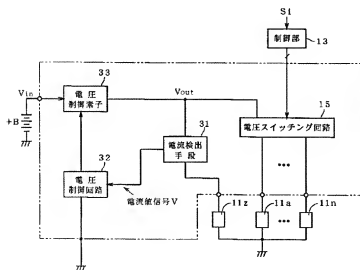 Si
制御部
13
33
Vin
電圧
制御素子
Vout
15
+B
31
電圧スイッチング回路
32
電流検出
手段
電圧
制御回路
電流値信号V
11z
11a
11n